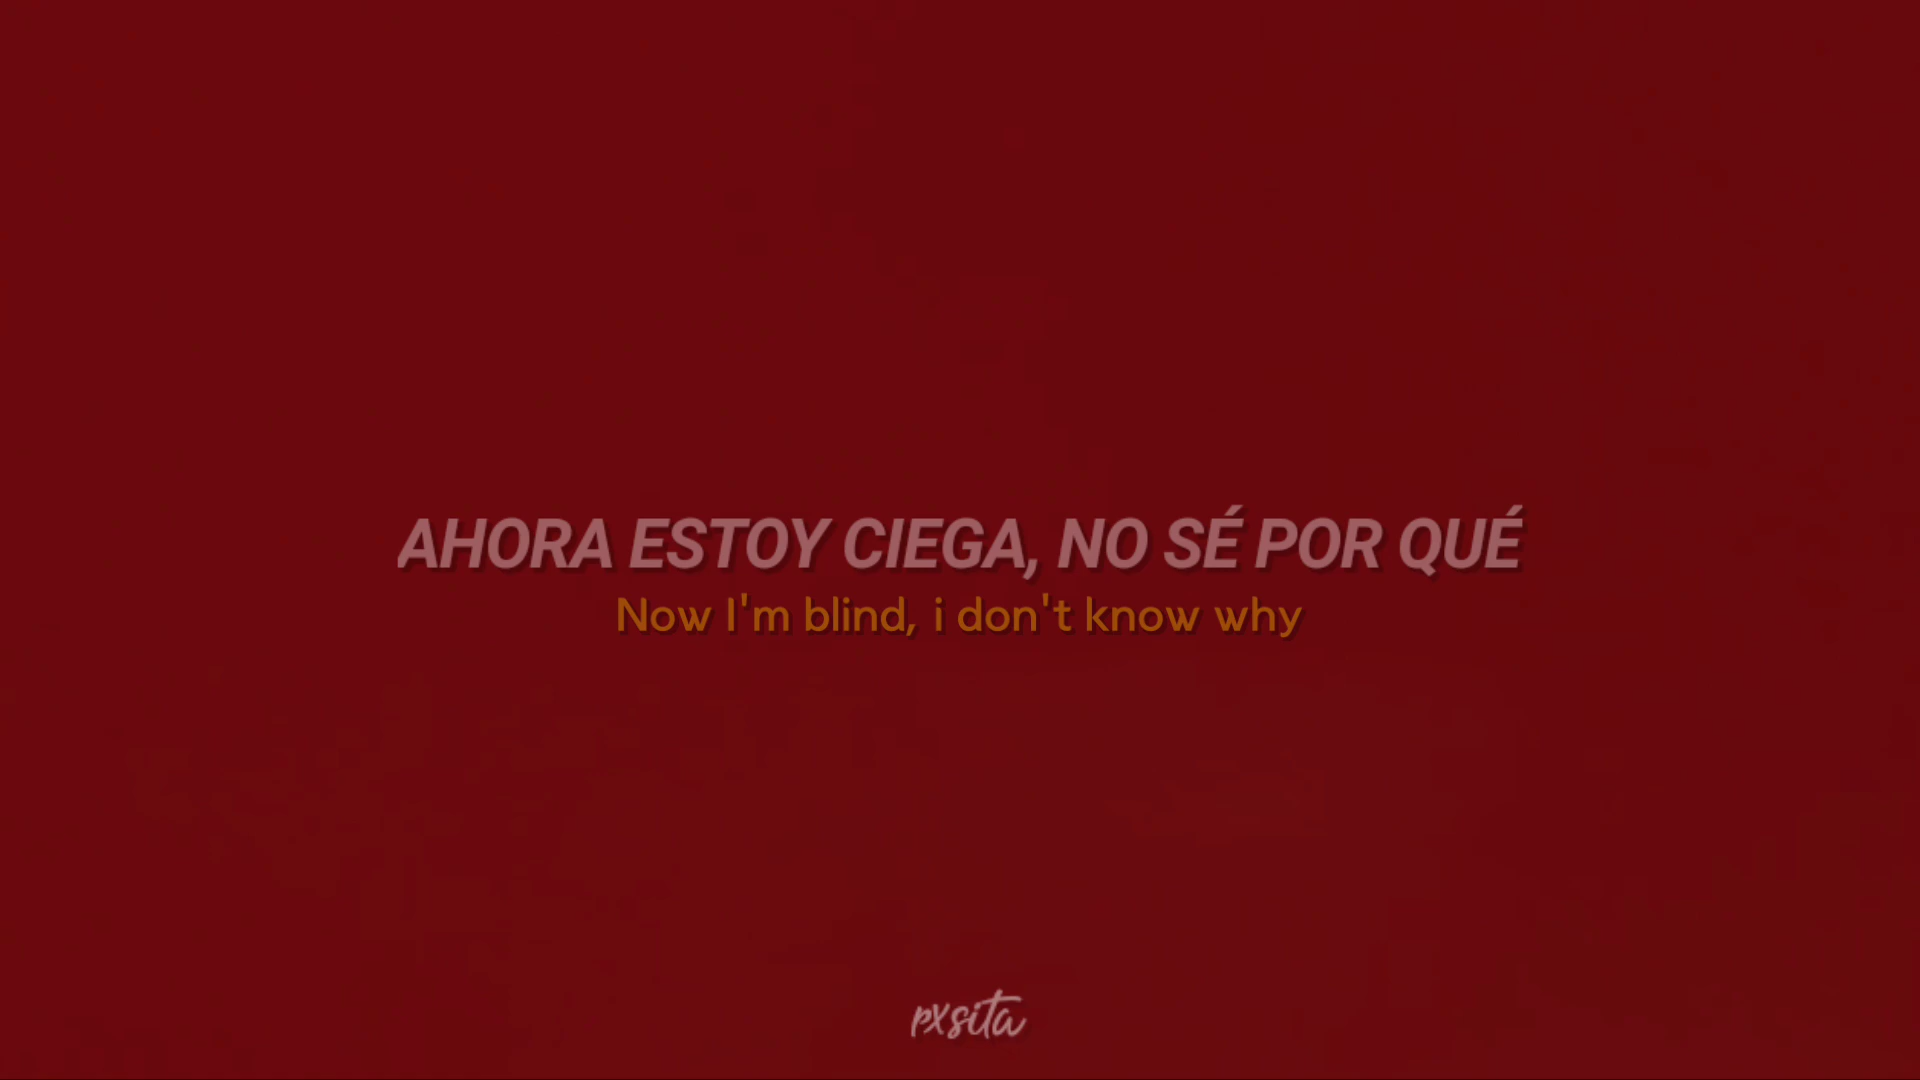 AHORA ESTOY CIEGA, NO SÉ POR QUÉ
Now I'm blind, i don't know why
pxsita